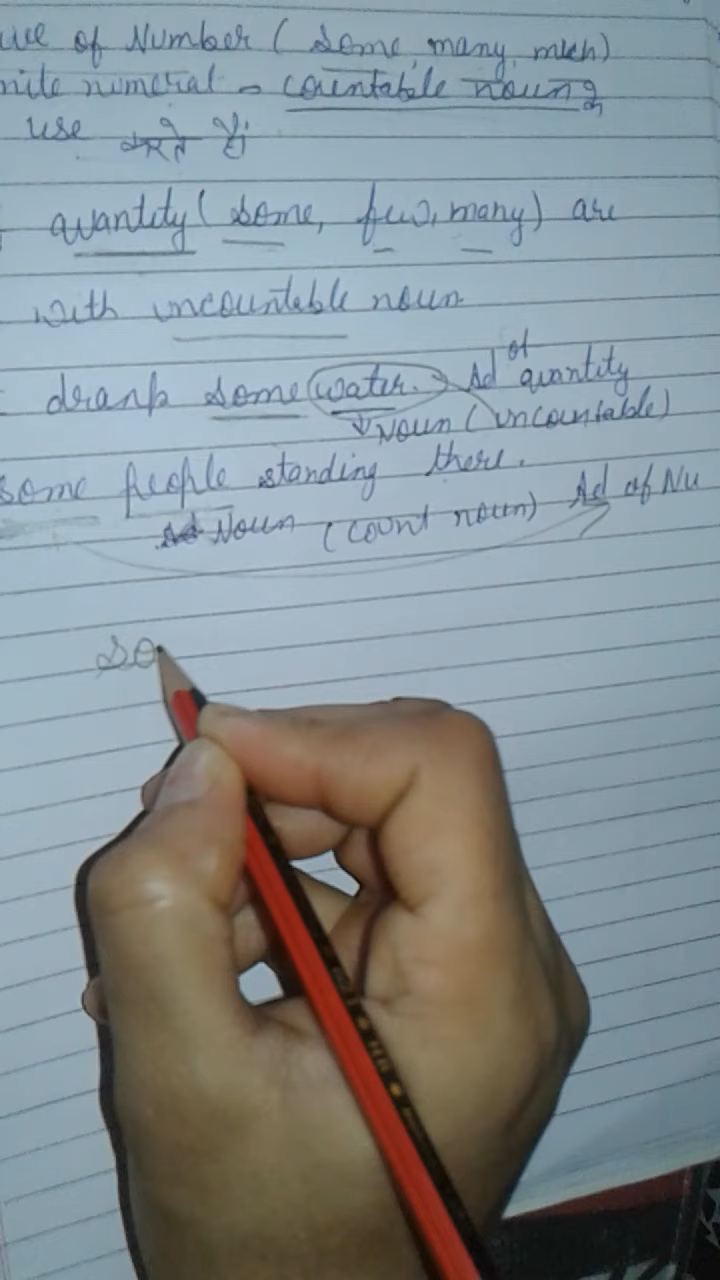 of Number (some, many, much)
numeral - countable noun
use करते हैं
quantity (some, few, many) are
with uncountable noun
drank some water. → Ad of quantity
↓ Noun (uncountable)
some people standing there.
Noun (count noun) Ad of Nu
so